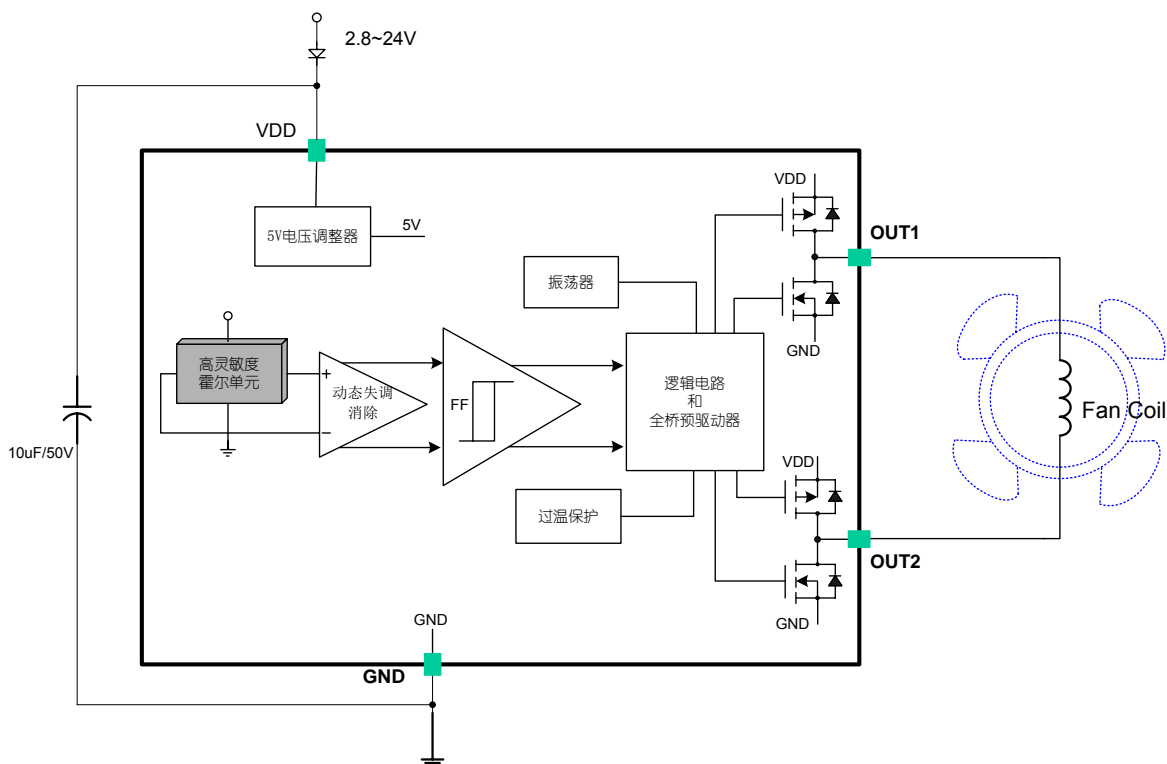 2.8~24V
VDD
5V电压调整器
5V
VDD
OUT1
振荡器
GND
高灵敏度
霍尔单元
+
−
动态失调
消除
FF
逻辑电路
和
全桥预驱动器
Fan Coil
10uF/50V
VDD
过温保护
OUT2
GND
GND
GND